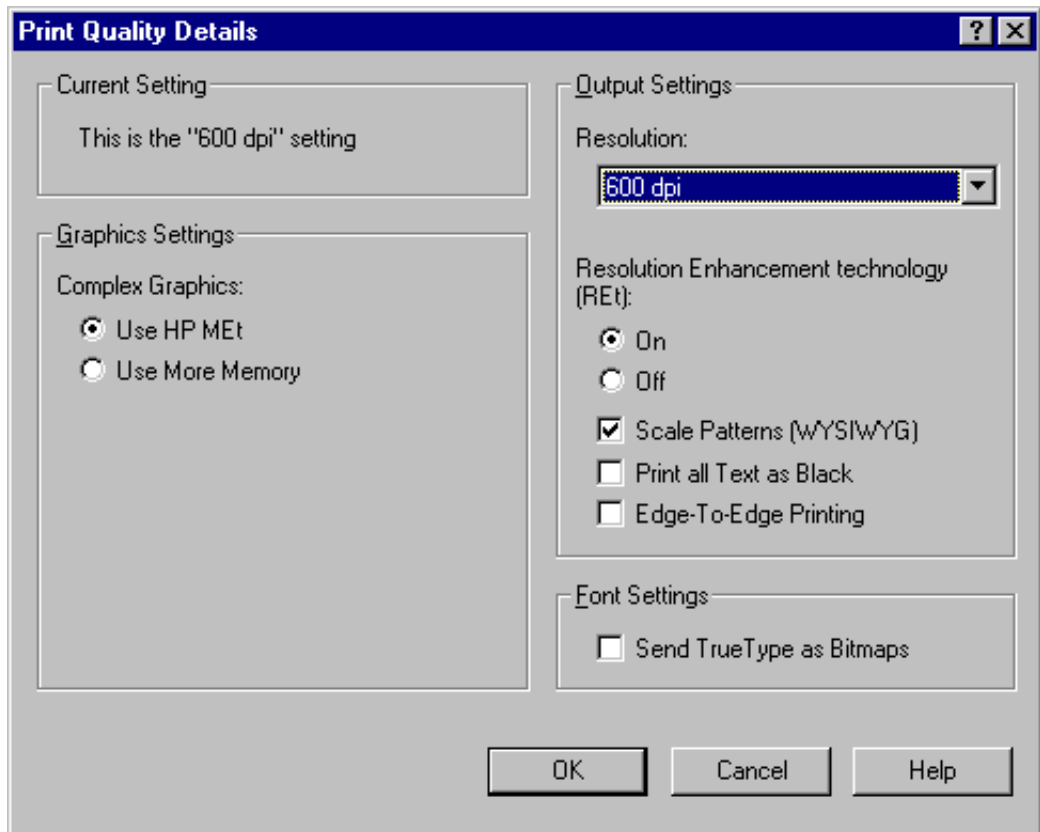 Print Quality Details
Current Setting
This is the "600 dpi" setting
Graphics Settings
Complex Graphics:
Use HP MEt
Use More Memory
Output Settings
Resolution:
600 dpi
Resolution Enhancement technology
(REt):
On
Off
Scale Patterns (WYSIWYG)
Print all Text as Black
Edge-To-Edge Printing
Font Settings
Send TrueType as Bitmaps
OK
Cancel
Help